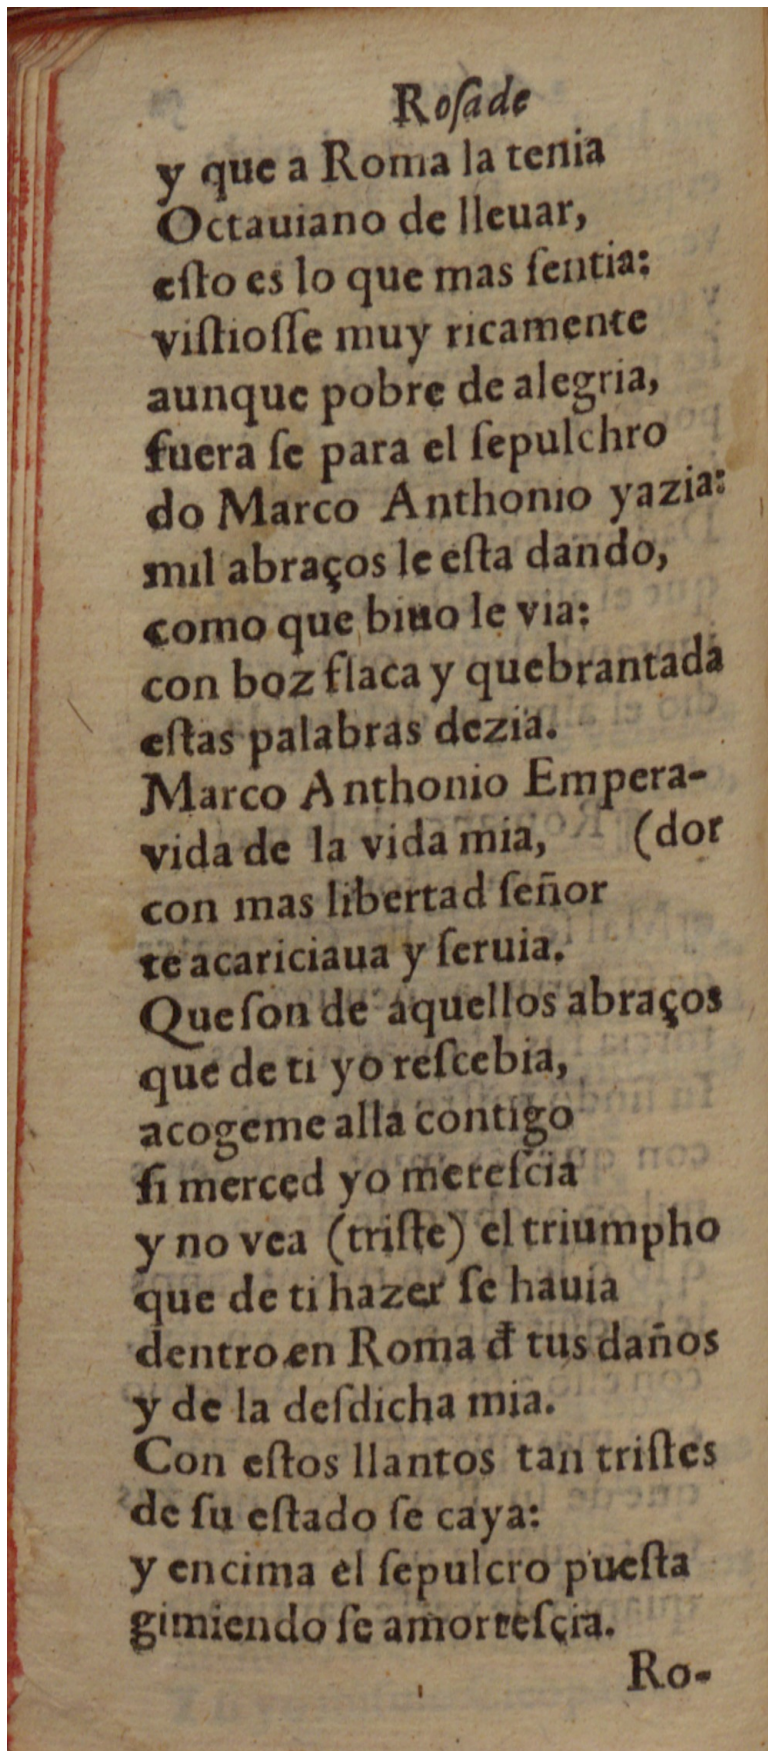 Roſa de
y que a Roma la tenia
Octauiano de lleuar,
eſto es lo que mas ſentia:
viſtioſſe muy ricamente
aunque pobre de alegria,
fuera ſe para el ſepulchro
do Marco Anthonio yazia:
mil abraços le eſta dando,
como que biuo le via:
con boz flaca y quebrantada
eſtas palabras dezia.
Marco Anthonio Empera-
vida de la vida mia, (dor
con mas libertad ſeñor
te acariciaua y ſeruia.
Que ſon de aquellos abraços
que de ti yo reſcebia,
acogeme alla contigo
ſi merced yo mereſcia
y no vea (triſte) el triumpho
que de ti hazer ſe hauia
dentro en Roma đ tus daños
y de la deſdicha mia.
Con eſtos llantos tan triſtes
de ſu eſtado ſe caya:
y encima el ſepulcro pueſta
gimiendo ſe amorteſçia.
Ro-